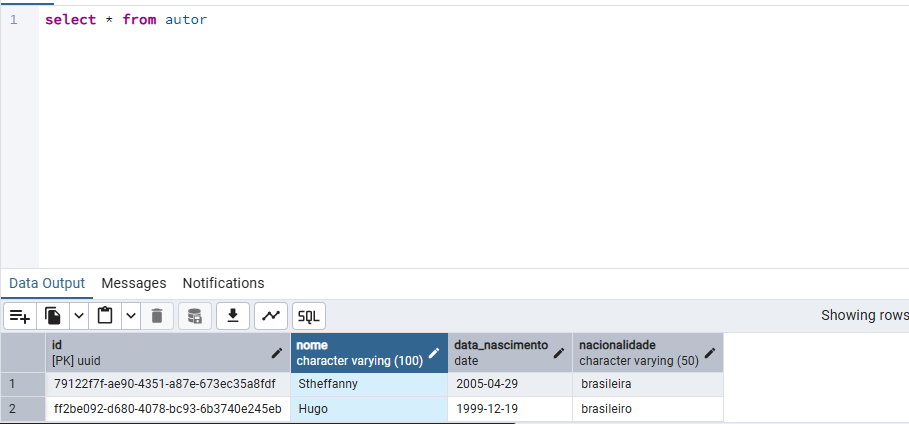 1 select * from autor
Data Output Messages Notifications
SQL Showing rows
id nome data_nascimento nacionalidade
[PK] uuid character varying (100) date character varying (50)
1 79122f7f-ae90-4351-a87e-673ec35a8fdf Stheffanny 2005-04-29 brasileira
2 ff2be092-d680-4078-bc93-6b3740e245eb Hugo 1999-12-19 brasileiro